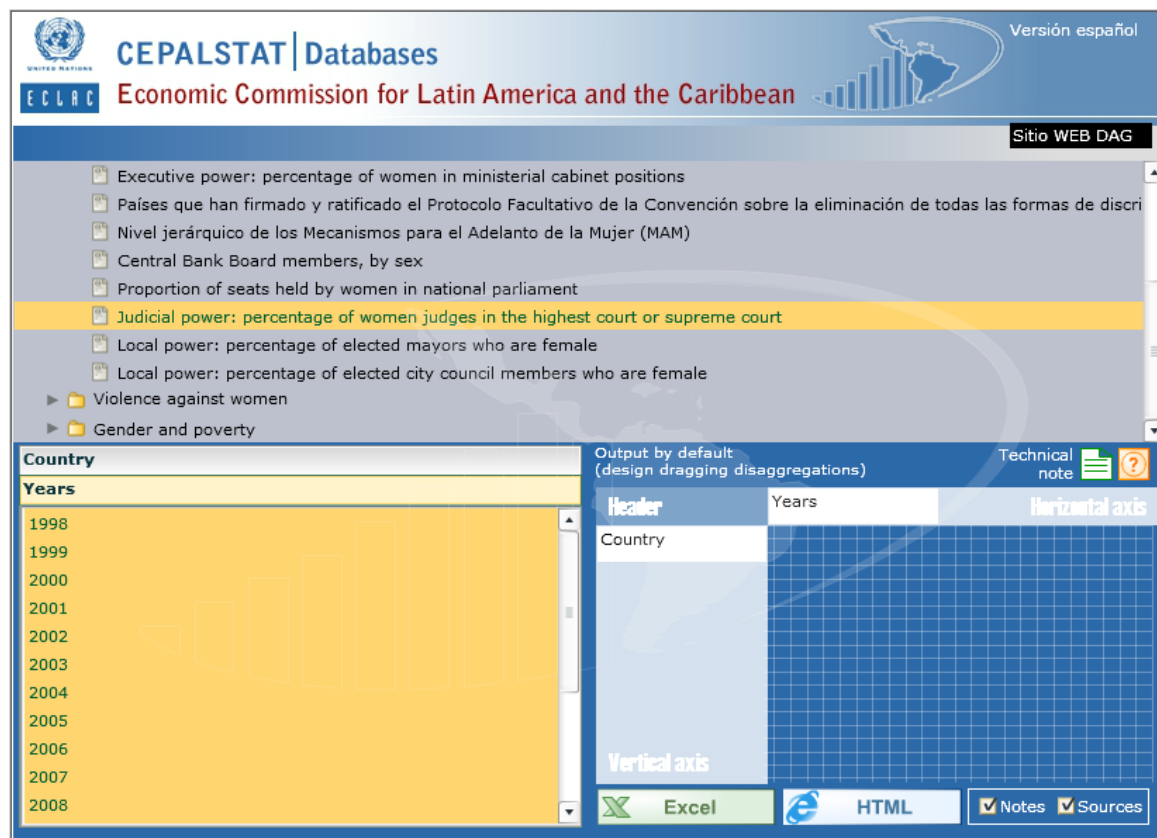 Versión español
UNITED NATIONS
CEPALSTAT | Databases
ECLAC
Economic Commission for Latin America and the Caribbean
Sitio WEB DAG
Executive power: percentage of women in ministerial cabinet positions
Países que han firmado y ratificado el Protocolo Facultativo de la Convención sobre la eliminación de todas las formas de discri
Nivel jerárquico de los Mecanismos para el Adelanto de la Mujer (MAM)
Central Bank Board members, by sex
Proportion of seats held by women in national parliament
Judicial power: percentage of women judges in the highest court or supreme court
Local power: percentage of elected mayors who are female
Local power: percentage of elected city council members who are female
Violence against women
Gender and poverty
Country
Years
1998
1999
2000
2001
2002
2003
2004
2005
2006
2007
2008
Output by default
(design dragging disaggregations)
Technical
note
Header
Years
Horizontal axis
Country
Vertical axis
Excel
HTML
Notes
Sources